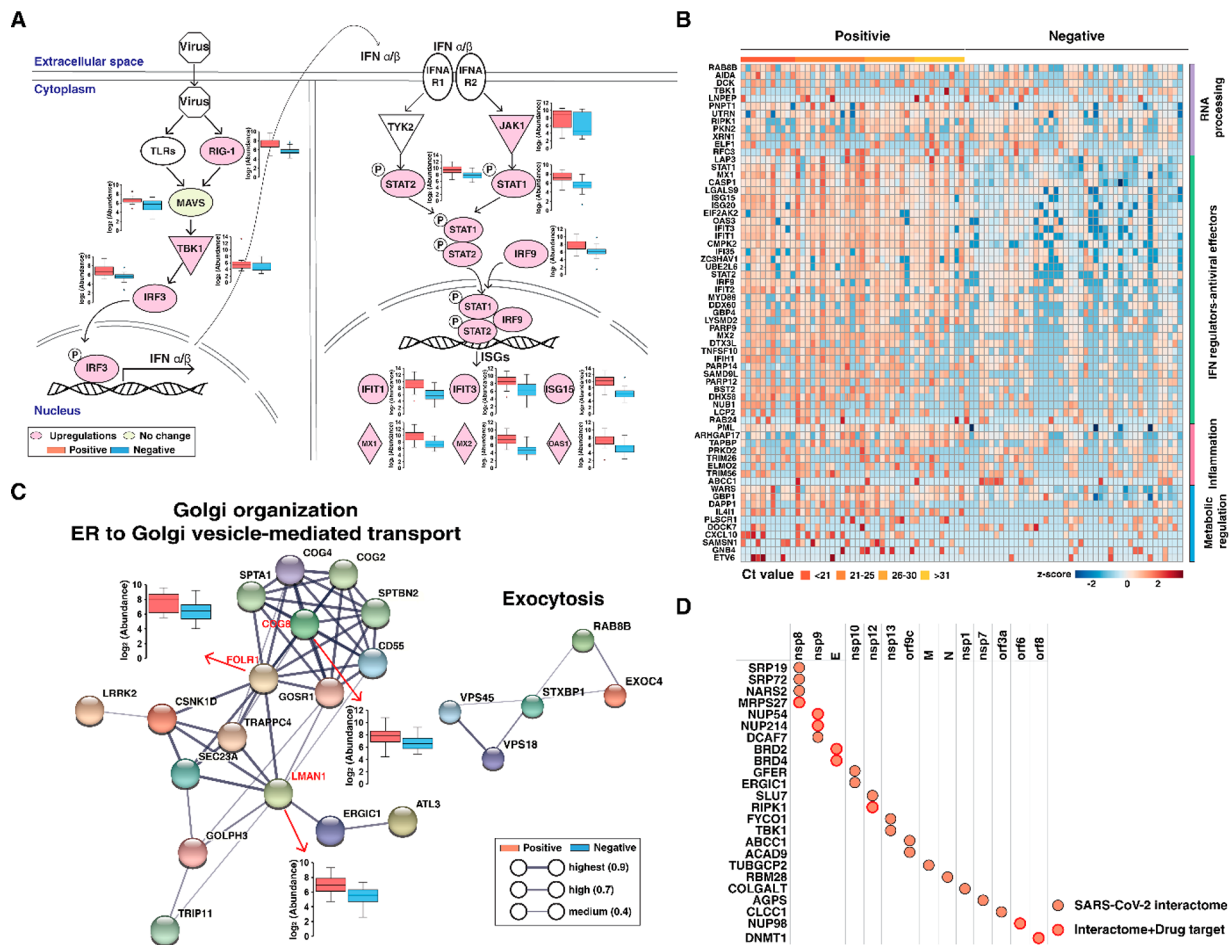 A
Virus
Extracellular space
Cytoplasm
Virus
TLRs
RIG-1
MAVS
TBK1
IRF3
P
IRF3
IFN α/β
Nucleus
Upregulations
No change
Positive
Negative
log₂ (Abundance)
IFN α/β
IFN α/β
IFNA
R1
IFNA
R2
TYK2
JAK1
P
STAT2
P
STAT1
P
STAT1
P
STAT2
IRF9
P
STAT1
P
STAT2
IRF9
ISGs
IFIT1
IFIT3
ISG15
MX1
MX2
OAS1
B
Positivie
Negative
RAB8B
AIDA
DCK
TBK1
LNPEP
PNPT1
UTRN
RIPK1
PKN2
XRN1
ELF1
RFC3
LAP3
STAT1
MX1
CASP1
LGALS9
ISG15
ISG20
EIF2AK2
OAS3
IFIT3
IFIT1
CMPK2
IFI35
ZC3HAV1
UBE2L6
STAT2
IRF9
IFIT2
MYD88
DDX60
GBP4
LYSMD2
PARP9
MX2
DTX3L
TNFSF10
IFIH1
PARP14
SAMD9L
PARP12
BST2
DHX58
NUB1
LCP2
RAB24
PML
ARHGAP17
TAPBP
PRKD2
TRIM26
ELMO2
TRIM56
ABCC1
WARS
GBP1
DAPP1
IL4I1
PLSCR1
DOCK7
CXCL10
SAMSN1
GNB4
ETV6
RNA
processing
IFN regulators-antiviral effectors
Inflammation
Metabolic
regulation
Ct value
<21
21-25
26-30
>31
z-score
-2
0
2
C
Golgi organization
ER to Golgi vesicle-mediated transport
COG4
COG2
SPTA1
SPTBN2
COG8
CD55
FOLR1
GOSR1
LRRK2
CSNK1D
TRAPPC4
SEC23A
LMAN1
ERGIC1
ATL3
GOLPH3
TRIP11
log₂ (Abundance)
log₂ (Abundance)
log₂ (Abundance)
Exocytosis
RAB8B
STXBP1
EXOC4
VPS45
VPS18
Positive
Negative
highest (0.9)
high (0.7)
medium (0.4)
D
nsp8
nsp9
E
nsp10
nsp12
nsp13
orf9c
M
N
nsp1
nsp7
orf3a
orf6
orf8
SRP19
SRP72
NARS2
MRPS27
NUP54
NUP214
DCAF7
BRD2
BRD4
GFER
ERGIC1
SLU7
RIPK1
FYCO1
TBK1
ABCC1
ACAD9
TUBGCP2
RBM28
COLGALT
AGPS
CLCC1
NUP98
DNMT1
SARS-CoV-2 interactome
Interactome+Drug target